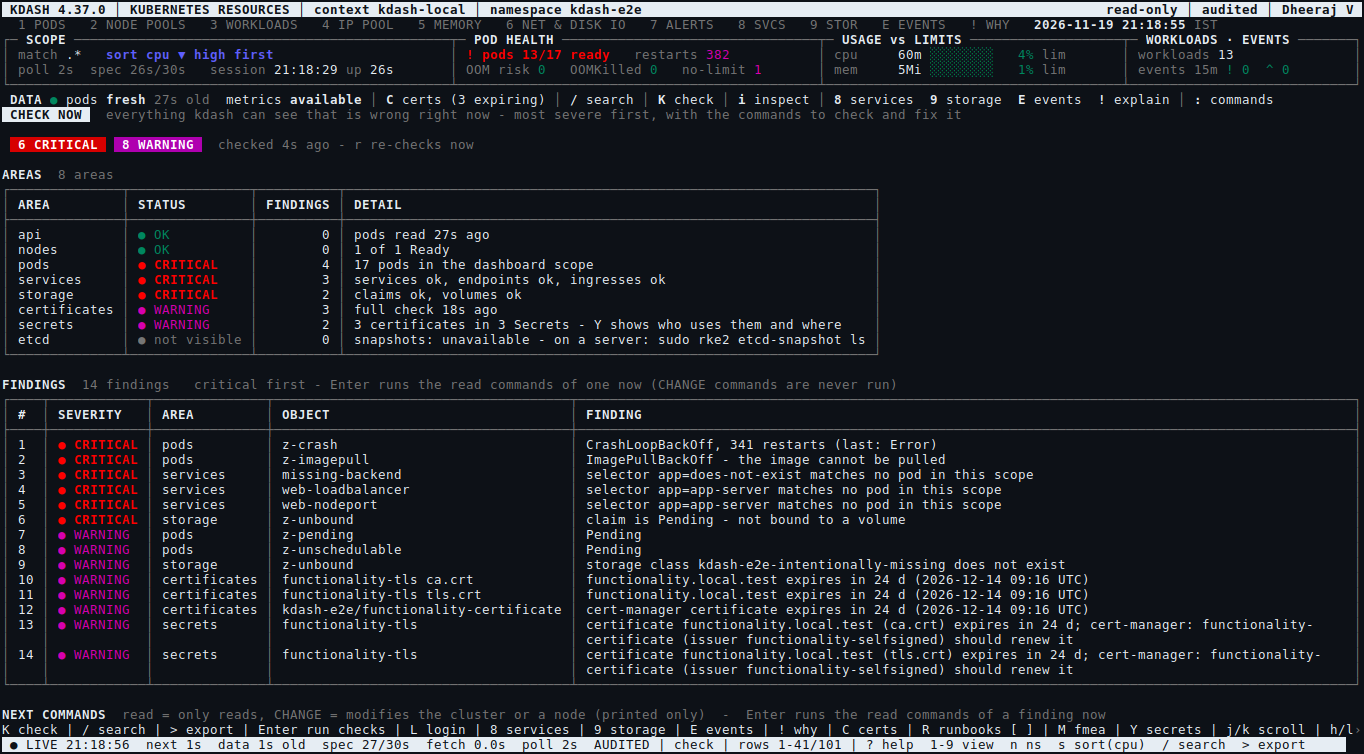 KDASH 4.37.0 │ KUBERNETES RESOURCES │ context kdash-local │ namespace kdash-e2e read-only │ audited │ Dheeraj V
1 PODS 2 NODE POOLS 3 WORKLOADS 4 IP POOL 5 MEMORY 6 NET & DISK IO 7 ALERTS 8 SVCS 9 STOR E EVENTS ! WHY 2026-11-19 21:18:55 IST
SCOPE POD HEALTH USAGE vs LIMITS WORKLOADS · EVENTS
match .* sort cpu ▼ high first ! pods 13/17 ready restarts 382 cpu 60m 4% lim workloads 13
poll 2s spec 26s/30s session 21:18:29 up 26s OOM risk 0 OOMKilled 0 no-limit 1 mem 5Mi 1% lim events 15m ! 0 ^ 0
DATA ● pods fresh 27s old metrics available │ C certs (3 expiring) │ / search │ K check │ i inspect │ 8 services 9 storage E events ! explain │ : commands
CHECK NOW everything kdash can see that is wrong right now - most severe first, with the commands to check and fix it
6 CRITICAL 8 WARNING checked 4s ago - r re-checks now
AREAS 8 areas
AREA STATUS FINDINGS DETAIL
api ● OK 0 pods read 27s ago
nodes ● OK 0 1 of 1 Ready
pods ● CRITICAL 4 17 pods in the dashboard scope
services ● CRITICAL 3 services ok, endpoints ok, ingresses ok
storage ● CRITICAL 2 claims ok, volumes ok
certificates ● WARNING 3 full check 18s ago
secrets ● WARNING 2 3 certificates in 3 Secrets - Y shows who uses them and where
etcd ● not visible 0 snapshots: unavailable - on a server: sudo rke2 etcd-snapshot ls
FINDINGS 14 findings critical first - Enter runs the read commands of one now (CHANGE commands are never run)
# SEVERITY AREA OBJECT FINDING
1 ● CRITICAL pods z-crash CrashLoopBackOff, 341 restarts (last: Error)
2 ● CRITICAL pods z-imagepull ImagePullBackOff - the image cannot be pulled
3 ● CRITICAL services missing-backend selector app=does-not-exist matches no pod in this scope
4 ● CRITICAL services web-loadbalancer selector app=app-server matches no pod in this scope
5 ● CRITICAL services web-nodeport selector app=app-server matches no pod in this scope
6 ● CRITICAL storage z-unbound claim is Pending - not bound to a volume
7 ● WARNING pods z-pending Pending
8 ● WARNING pods z-unschedulable Pending
9 ● WARNING storage z-unbound storage class kdash-e2e-intentionally-missing does not exist
10 ● WARNING certificates functionality-tls ca.crt functionality.local.test expires in 24 d (2026-12-14 09:16 UTC)
11 ● WARNING certificates functionality-tls tls.crt functionality.local.test expires in 24 d (2026-12-14 09:16 UTC)
12 ● WARNING certificates kdash-e2e/functionality-certificate cert-manager certificate expires in 24 d (2026-12-14 09:16 UTC)
13 ● WARNING secrets functionality-tls certificate functionality.local.test (ca.crt) expires in 24 d; cert-manager: functionality-
certificate (issuer functionality-selfsigned) should renew it
14 ● WARNING secrets functionality-tls certificate functionality.local.test (tls.crt) expires in 24 d; cert-manager: functionality-
certificate (issuer functionality-selfsigned) should renew it
NEXT COMMANDS read = only reads, CHANGE = modifies the cluster or a node (printed only) - Enter runs the read commands of a finding now
K check | / search | > export | Enter run checks | L login | 8 services | 9 storage | E events | ! why | C certs | R runbooks [ ] | M fmea | Y secrets | j/k scroll | h/l›
● LIVE 21:18:56 next 1s data 1s old spec 27/30s fetch 0.0s poll 2s AUDITED | check | rows 1-41/101 | ? help 1-9 view n ns s sort(cpu) / search > export